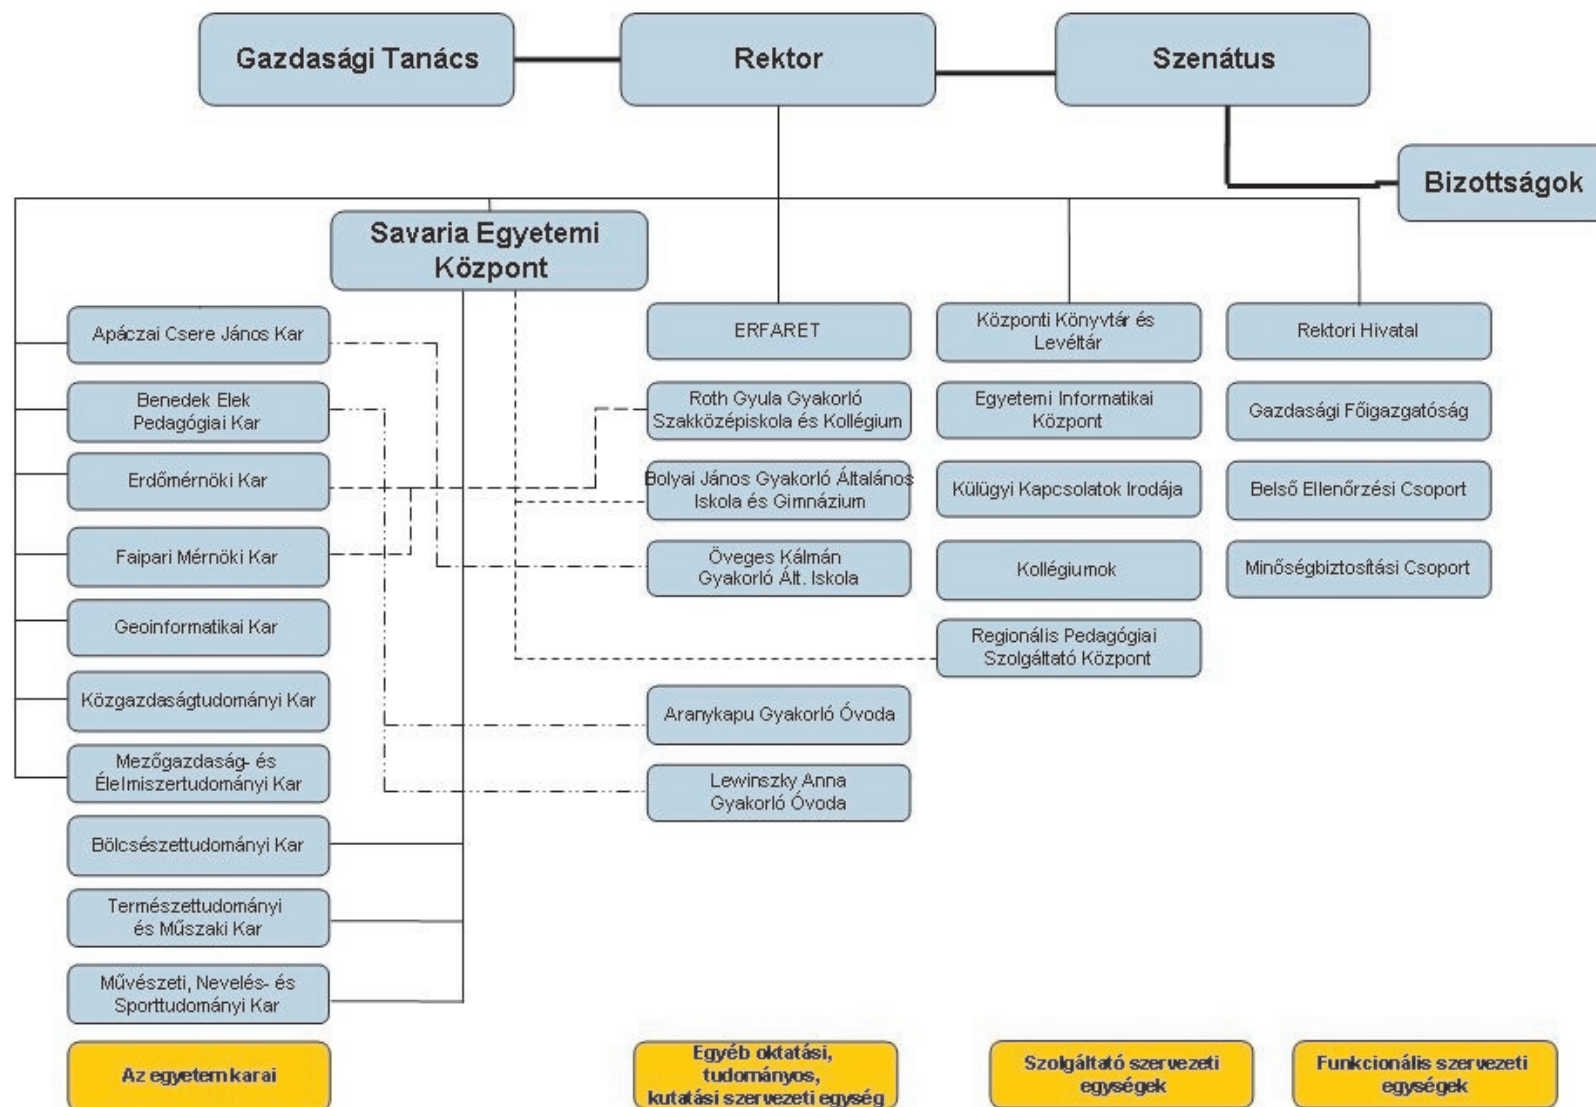 Gazdasági Tanács
Rektor
Szenátus
Bizottságok
Savaria Egyetemi
Központ
Apáczai Csere János Kar
Benedek Elek
Pedagógiai Kar
Erdőmérnöki Kar
Faipari Mérnöki Kar
Geoinformatikai Kar
Közgazdaságtudományi Kar
Mezőgazdaság- és
Élelmiszertudományi Kar
Bölcsészettudományi Kar
Természettudományi
és Műszaki Kar
Művészeti, Nevelés- és
Sporttudományi Kar
Az egyetem karai
ERFARET
Roth Gyula Gyakorló
Szakközépiskola és Kollégium
Bolyai János Gyakorló Általános
Iskola és Gimnázium
Öveges Kálmán
Gyakorló Ált. Iskola
Aranykapu Gyakorló Óvoda
Lewinszky Anna
Gyakorló Óvoda
Egyéb oktatási,
tudományos,
kutatási szervezeti egység
Központi Könyvtár és
Levéltár
Egyetemi Informatikai
Központ
Külügyi Kapcsolatok Irodája
Kollégiumok
Regionális Pedagógiai
Szolgáltató Központ
Szolgáltató szervezeti
egységek
Rektori Hivatal
Gazdasági Főigazgatóság
Belső Ellenőrzési Csoport
Minőségbiztosítási Csoport
Funkcionális szervezeti
egységek